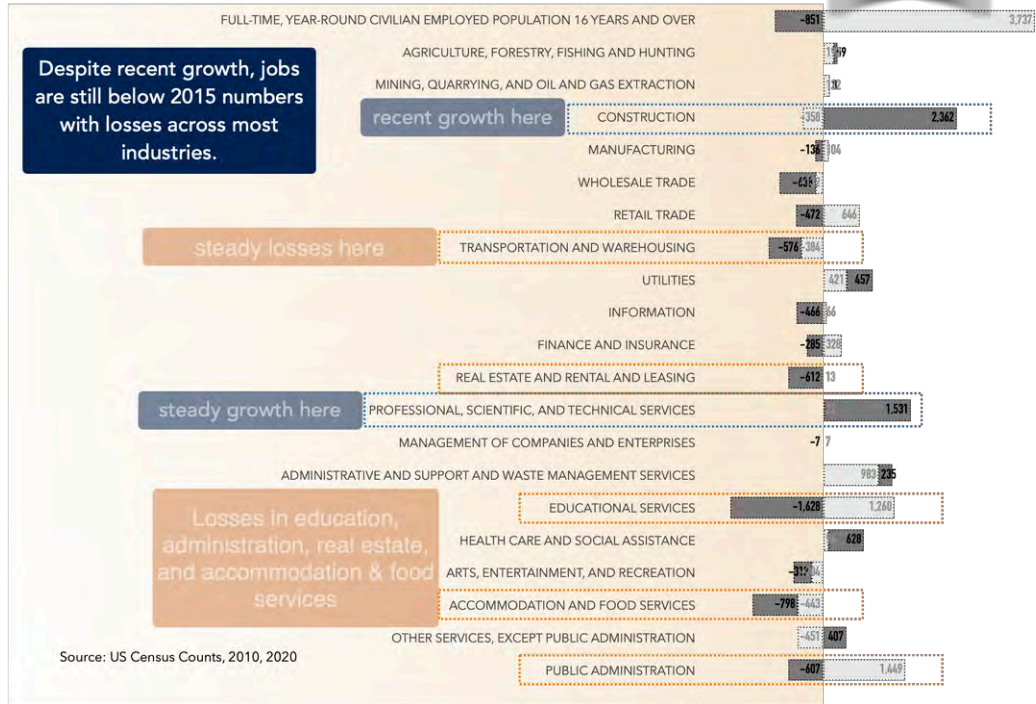 FULL-TIME, YEAR-ROUND CIVILIAN EMPLOYED POPULATION 16 YEARS AND OVER -851 3,737
AGRICULTURE, FORESTRY, FISHING AND HUNTING
Despite recent growth, jobs
are still below 2015 numbers
with losses across most
industries.
MINING, QUARRYING, AND OIL AND GAS EXTRACTION
recent growth here CONSTRUCTION -358 2,362
MANUFACTURING -136 104
WHOLESALE TRADE
RETAIL TRADE -472 646
steady losses here TRANSPORTATION AND WAREHOUSING -576 -384
UTILITIES 421 457
INFORMATION -466 66
FINANCE AND INSURANCE -285 328
REAL ESTATE AND RENTAL AND LEASING -612 13
steady growth here PROFESSIONAL, SCIENTIFIC, AND TECHNICAL SERVICES 1,531
MANAGEMENT OF COMPANIES AND ENTERPRISES -7 7
ADMINISTRATIVE AND SUPPORT AND WASTE MANAGEMENT SERVICES 983 235
Losses in education,
administration, real estate,
and accommodation & food
services
EDUCATIONAL SERVICES -1,628 1,260
HEALTH CARE AND SOCIAL ASSISTANCE 628
ARTS, ENTERTAINMENT, AND RECREATION
ACCOMMODATION AND FOOD SERVICES -798 -443
OTHER SERVICES, EXCEPT PUBLIC ADMINISTRATION -451 407
Source: US Census Counts, 2010, 2020
PUBLIC ADMINISTRATION -607 1,449